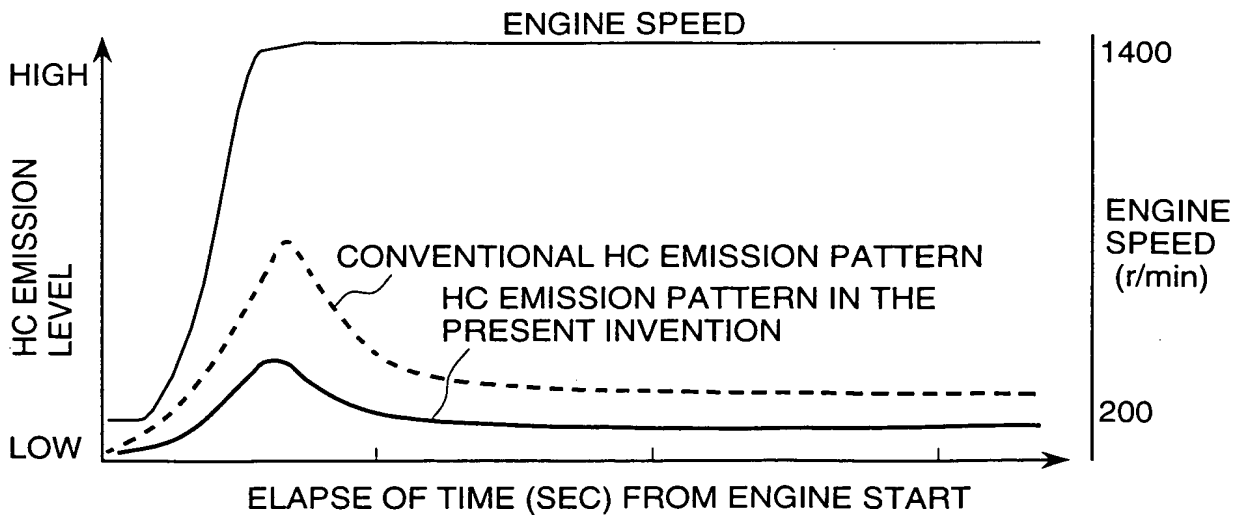 ENGINE SPEED
HIGH
1400
HC EMISSION
LEVEL
ENGINE
SPEED
(r/min)
CONVENTIONAL HC EMISSION PATTERN
HC EMISSION PATTERN IN THE
PRESENT INVENTION
200
LOW
ELAPSE OF TIME (SEC) FROM ENGINE START